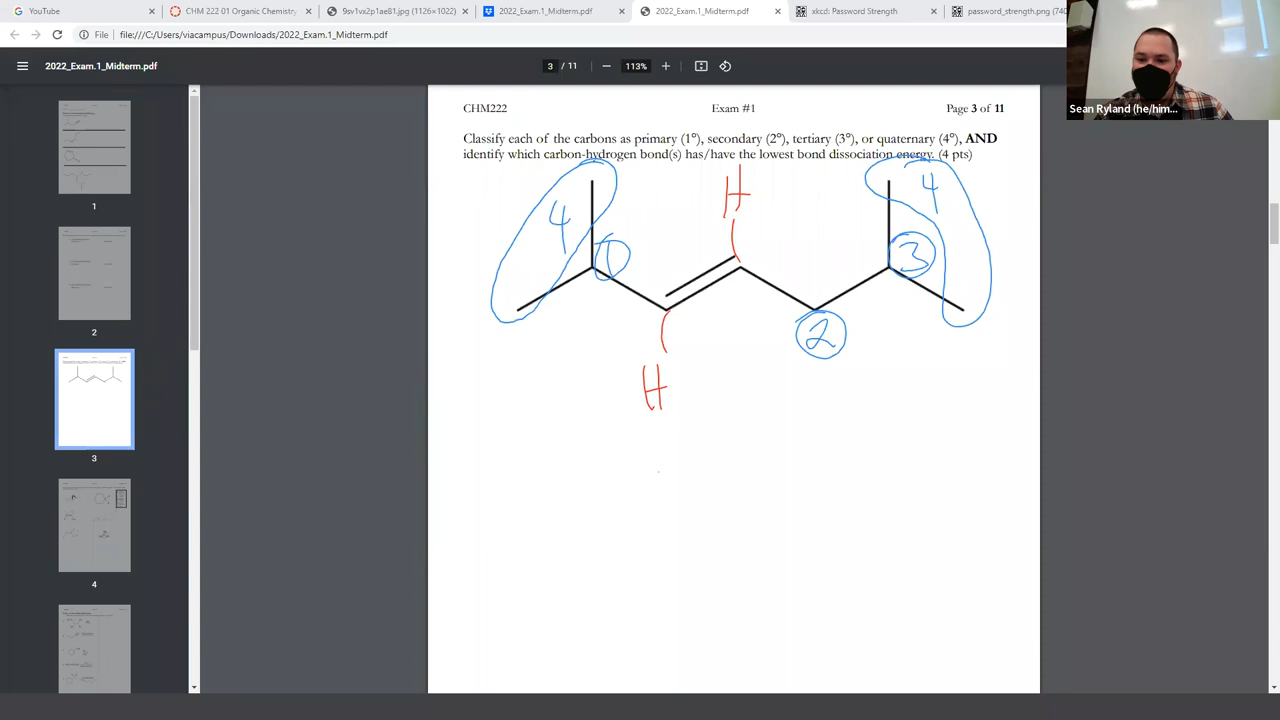 YouTube
CHM 222 01 Organic Chemistry
9sv1vx2p1ae81.jpg (1126×1022)
2022_Exam.1_Midterm.pdf
2022_Exam.1_Midterm.pdf
xkcd: Password Strength
password_strength.png (740
File file:///C:/Users/viacampus/Downloads/2022_Exam.1_Midterm.pdf
2022_Exam.1_Midterm.pdf
3 / 11
113%
Sean Ryland (he/him...
CHM222 Exam #1 Page 3 of 11
Classify each of the carbons as primary (1°), secondary (2°), tertiary (3°), or quaternary (4°), AND
identify which carbon-hydrogen bond(s) has/have the lowest bond dissociation energy. (4 pts)
4
H
4
1
3
2
H
1
2
3
4